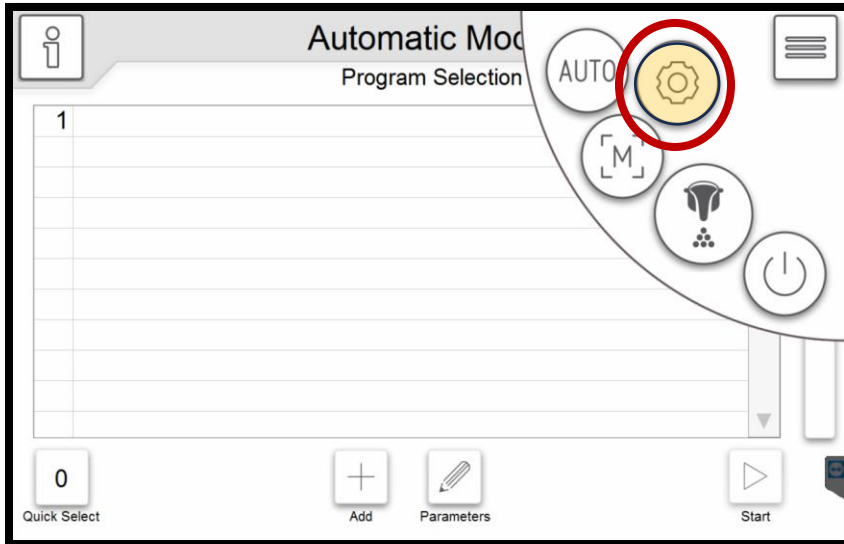 Automatic Mod
Program Selection
AUTO
M
1
0
Quick Select
Add
Parameters
Start